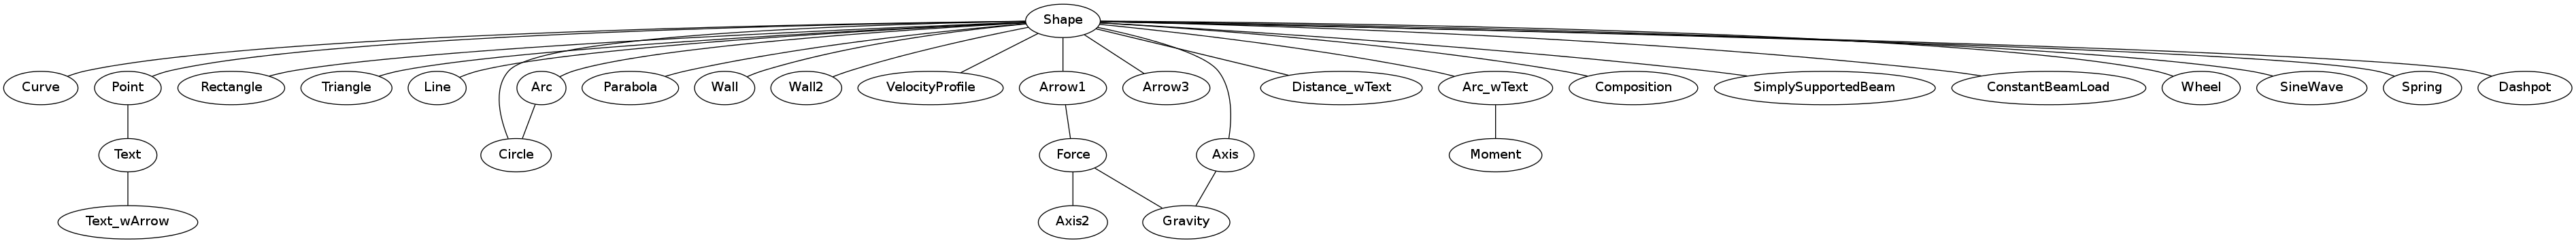 Shape
Curve
Point
Rectangle
Triangle
Line
Arc
Parabola
Wall
Wall2
VelocityProfile
Arrow1
Arrow3
Distance_wText
Arc_wText
Composition
SimplySupportedBeam
ConstantBeamLoad
Wheel
SineWave
Spring
Dashpot
Text
Circle
Force
Axis
Moment
Text_wArrow
Axis2
Gravity